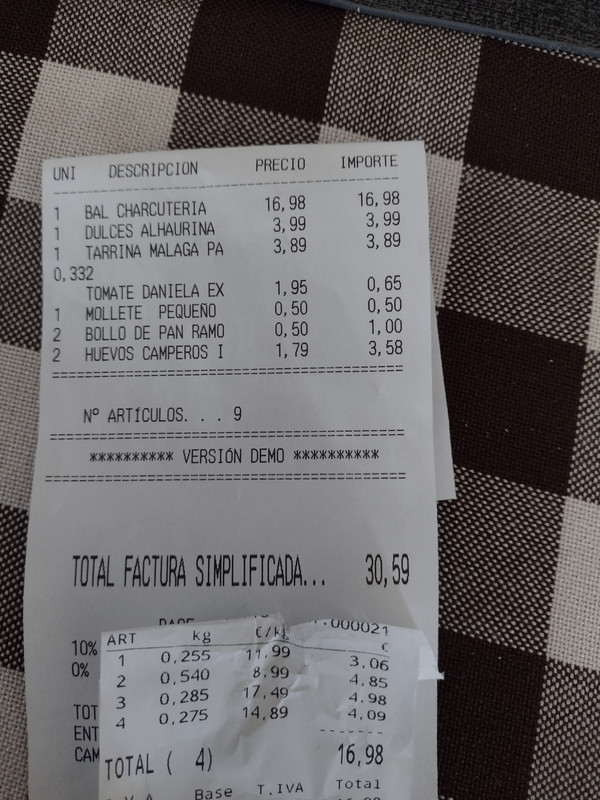 UNI DESCRIPCION PRECIO IMPORTE
1 BAL CHARCUTERIA 16,98 16,98
1 DULCES ALHAURINA 3,99 3,99
1 TARRINA MALAGA PA 3,89 3,89
0,332
TOMATE DANIELA EX 1,95 0,65
1 MOLLETE PEQUEÑO 0,50 0,50
2 BOLLO DE PAN RAMO 0,50 1,00
2 HUEVOS CAMPEROS I 1,79 3,58
Nº ARTÍCULOS. . . 9
********** VERSIÓN DEMO **********
TOTAL FACTURA SIMPLIFICADA... 30,59
10%
0%
TOT
ENT
CAM
000021
ART kg €/kg €
1 0,255 11,99 3,06
2 0,540 8,99 4,85
3 0,285 17,49 4,98
4 0,275 14,89 4,09
TOTAL ( 4) 16,98
Base T.IVA Total